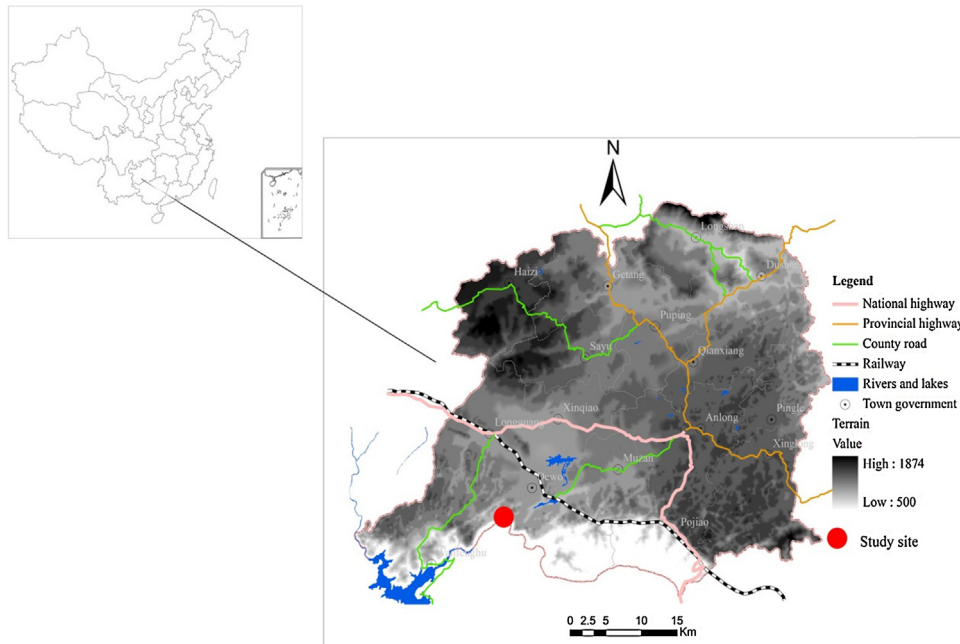 N
Longshan
Haizi
Getang
Dushan
Puping
Sayu
Qianxiang
Xinqiao
Anlong
Pingle
Muzan
Dewo
Pojiao
Legend
National highway
Provincial highway
County road
Railway
Rivers and lakes
Town government
Terrain
Value
High : 1874
Low : 500
Study site
0 2.5 5 10 15
Km